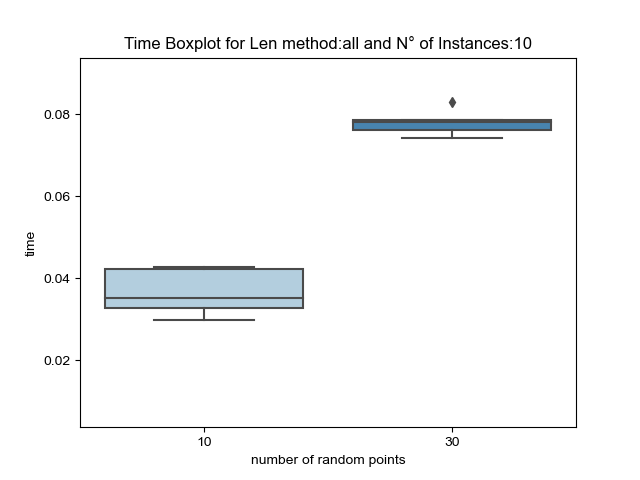 Time Boxplot for Len method:all and N° of Instances:10
0.08
0.06
0.04
0.02
time
10
30
number of random points